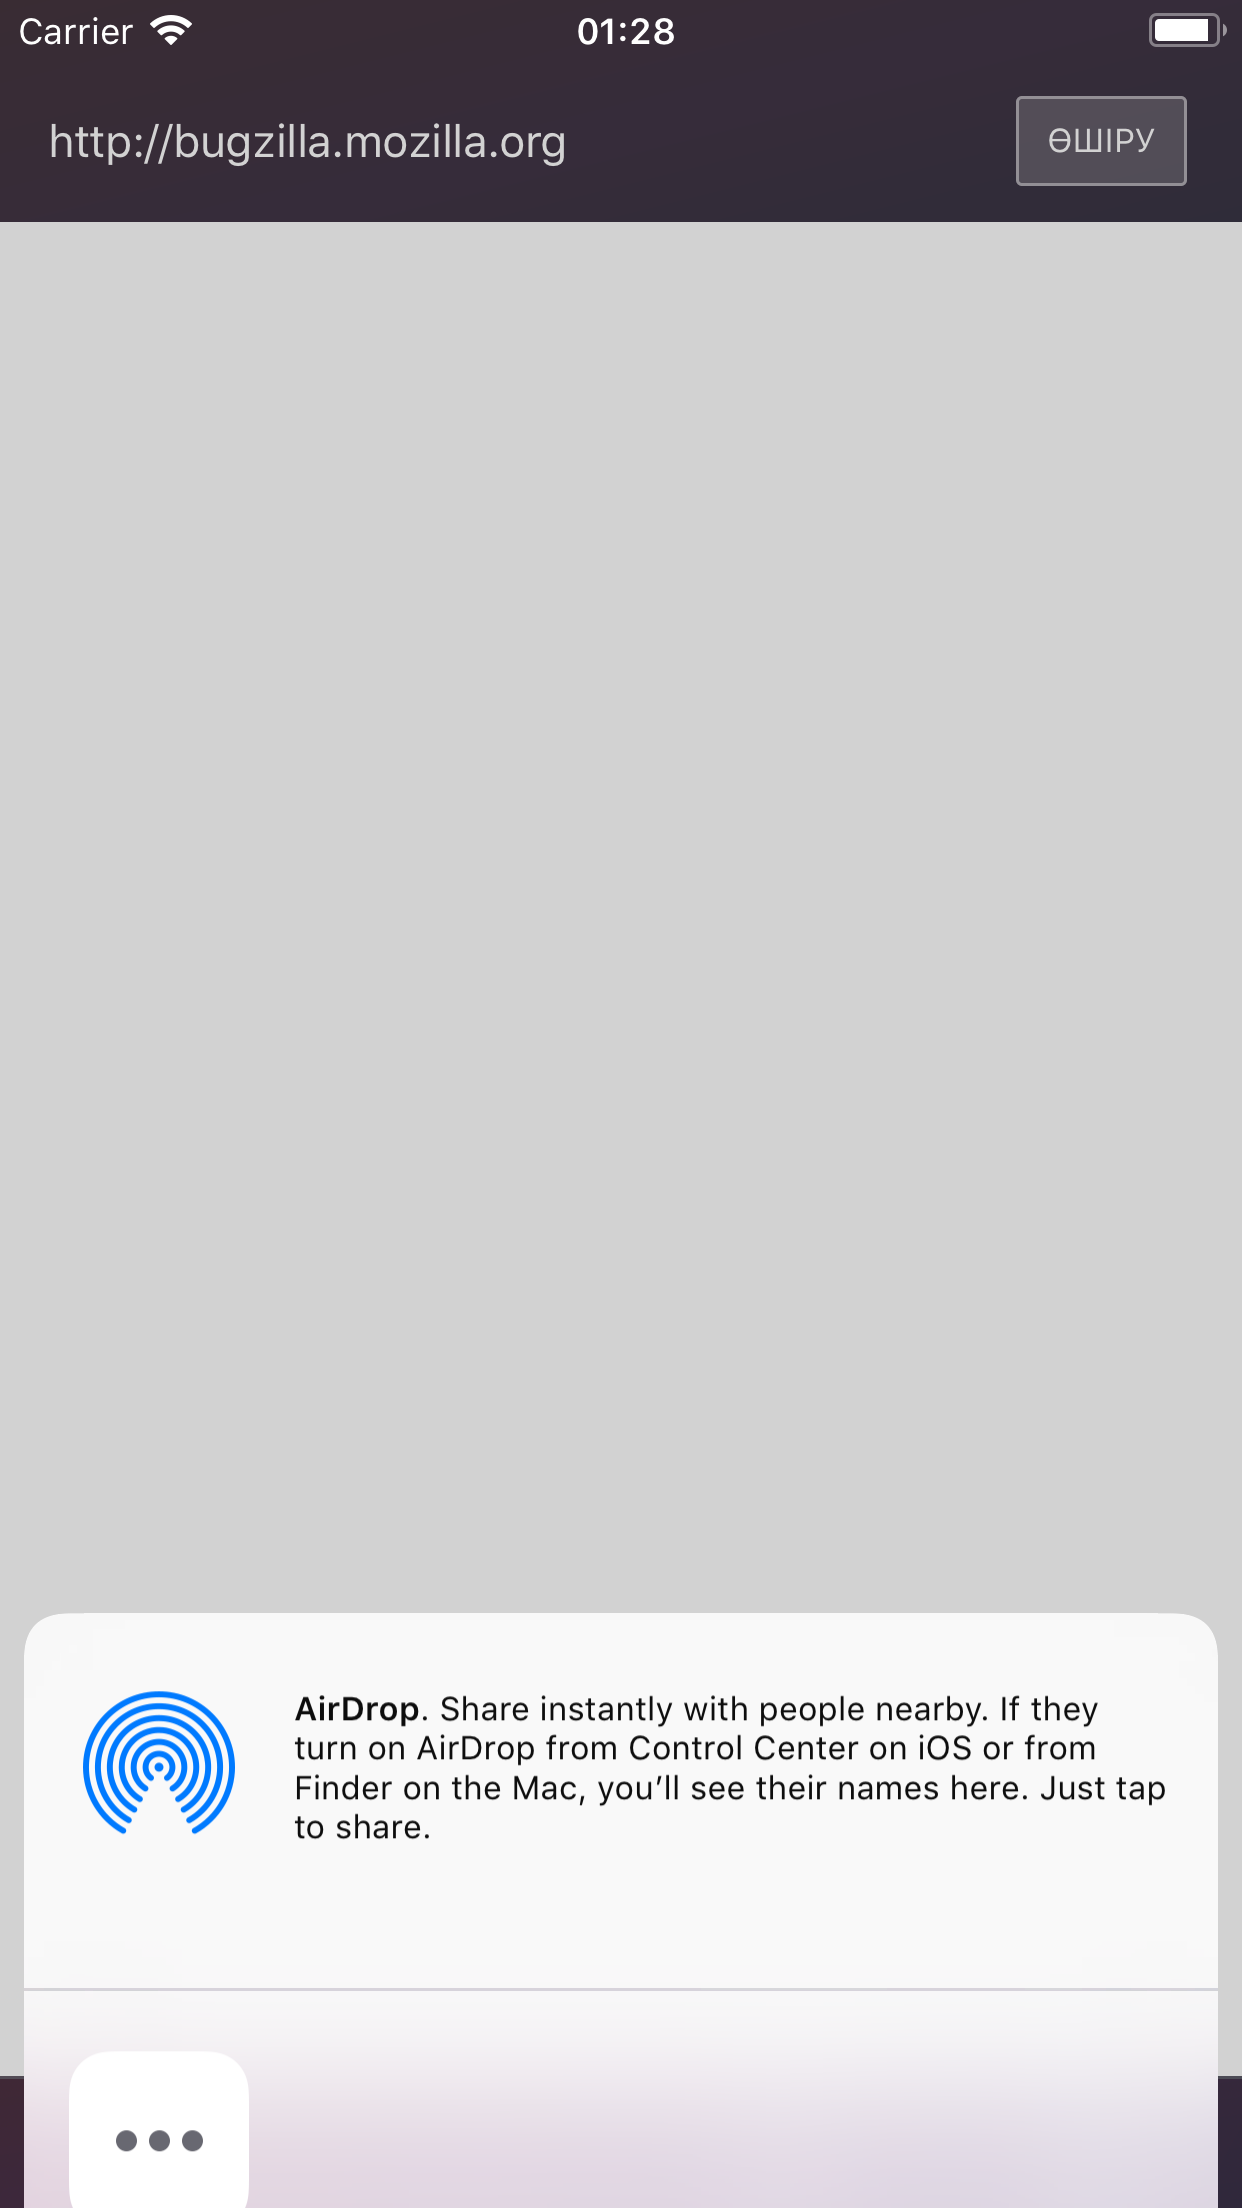 Carrier 01:28
http://bugzilla.mozilla.org ӨШІРУ
AirDrop. Share instantly with people nearby. If they
turn on AirDrop from Control Center on iOS or from
Finder on the Mac, you’ll see their names here. Just tap
to share.